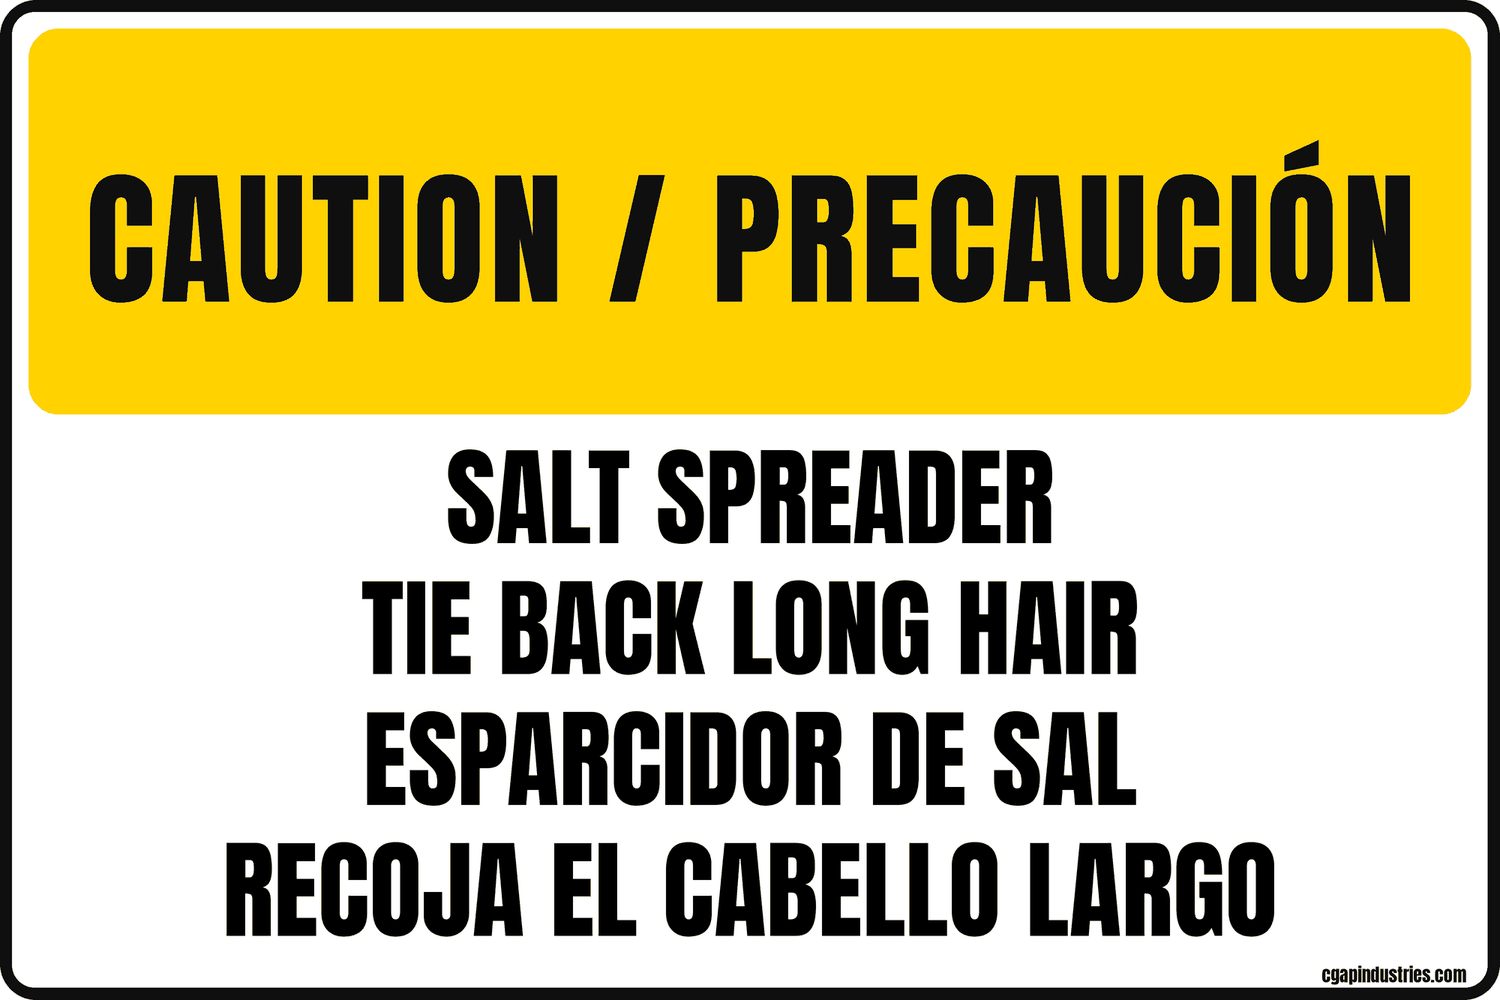 CAUTION / PRECAUCIÓN
SALT SPREADER
TIE BACK LONG HAIR
ESPARCIDOR DE SAL
RECOJA EL CABELLO LARGO
cgapindustries.com